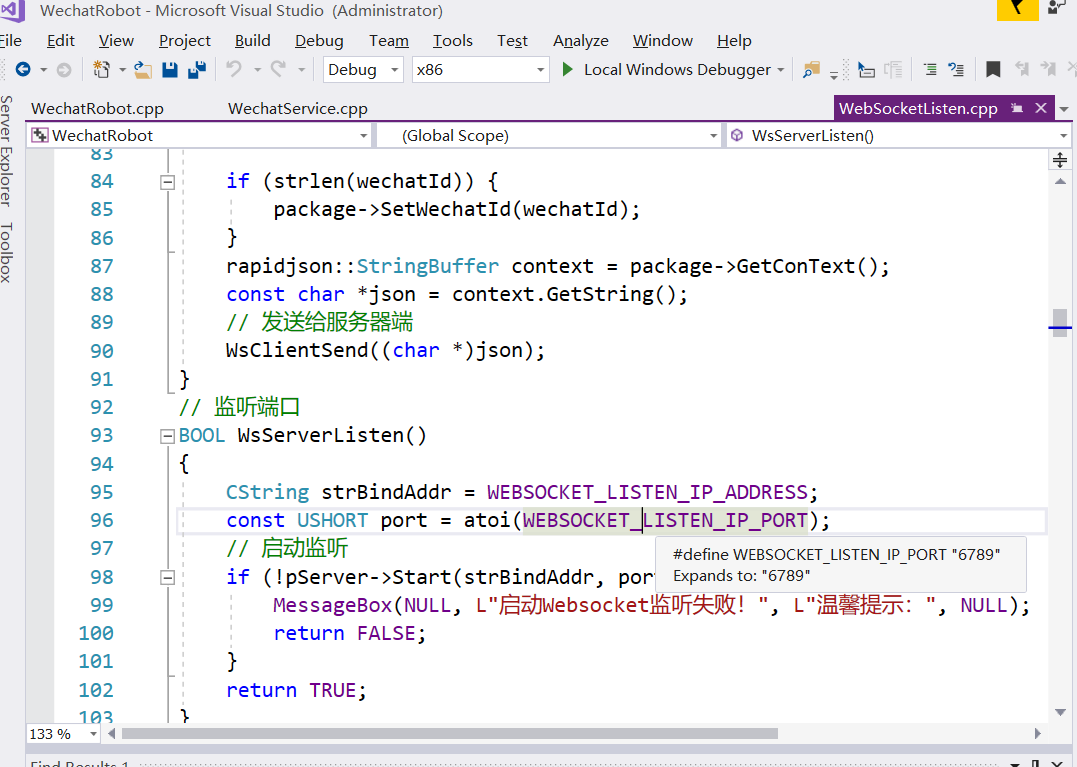 WechatRobot - Microsoft Visual Studio (Administrator)
File Edit View Project Build Debug Team Tools Test Analyze Window Help
Debug x86 Local Windows Debugger
Server Explorer
Toolbox
WechatRobot.cpp WechatService.cpp WebSocketListen.cpp
WechatRobot (Global Scope) WsServerListen()
83
84 if (strlen(wechatId)) {
85 package->SetWechatId(wechatId);
86 }
87 rapidjson::StringBuffer context = package->GetConText();
88 const char *json = context.GetString();
89 // 发送给服务器端
90 WsClientSend((char *)json);
91 }
92 // 监听端口
93 BOOL WsServerListen()
94 {
95 CString strBindAddr = WEBSOCKET_LISTEN_IP_ADDRESS;
96 const USHORT port = atoi(WEBSOCKET_LISTEN_IP_PORT);
97 // 启动监听
#define WEBSOCKET_LISTEN_IP_PORT "6789"
Expands to: "6789"
98 if (!pServer->Start(strBindAddr, por
99 MessageBox(NULL, L"启动Websocket监听失败！", L"温馨提示：", NULL);
100 return FALSE;
101 }
102 return TRUE;
103 }
133 %
Find Results 1